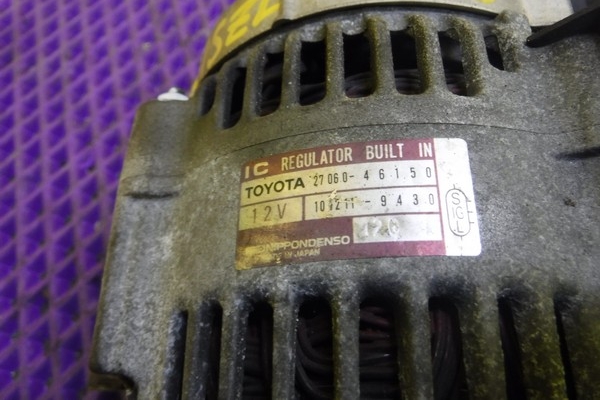 IC REGULATOR BUILT IN
TOYOTA 27060-46150
12V 101211-9430
NIPPONDENSO
JAPAN